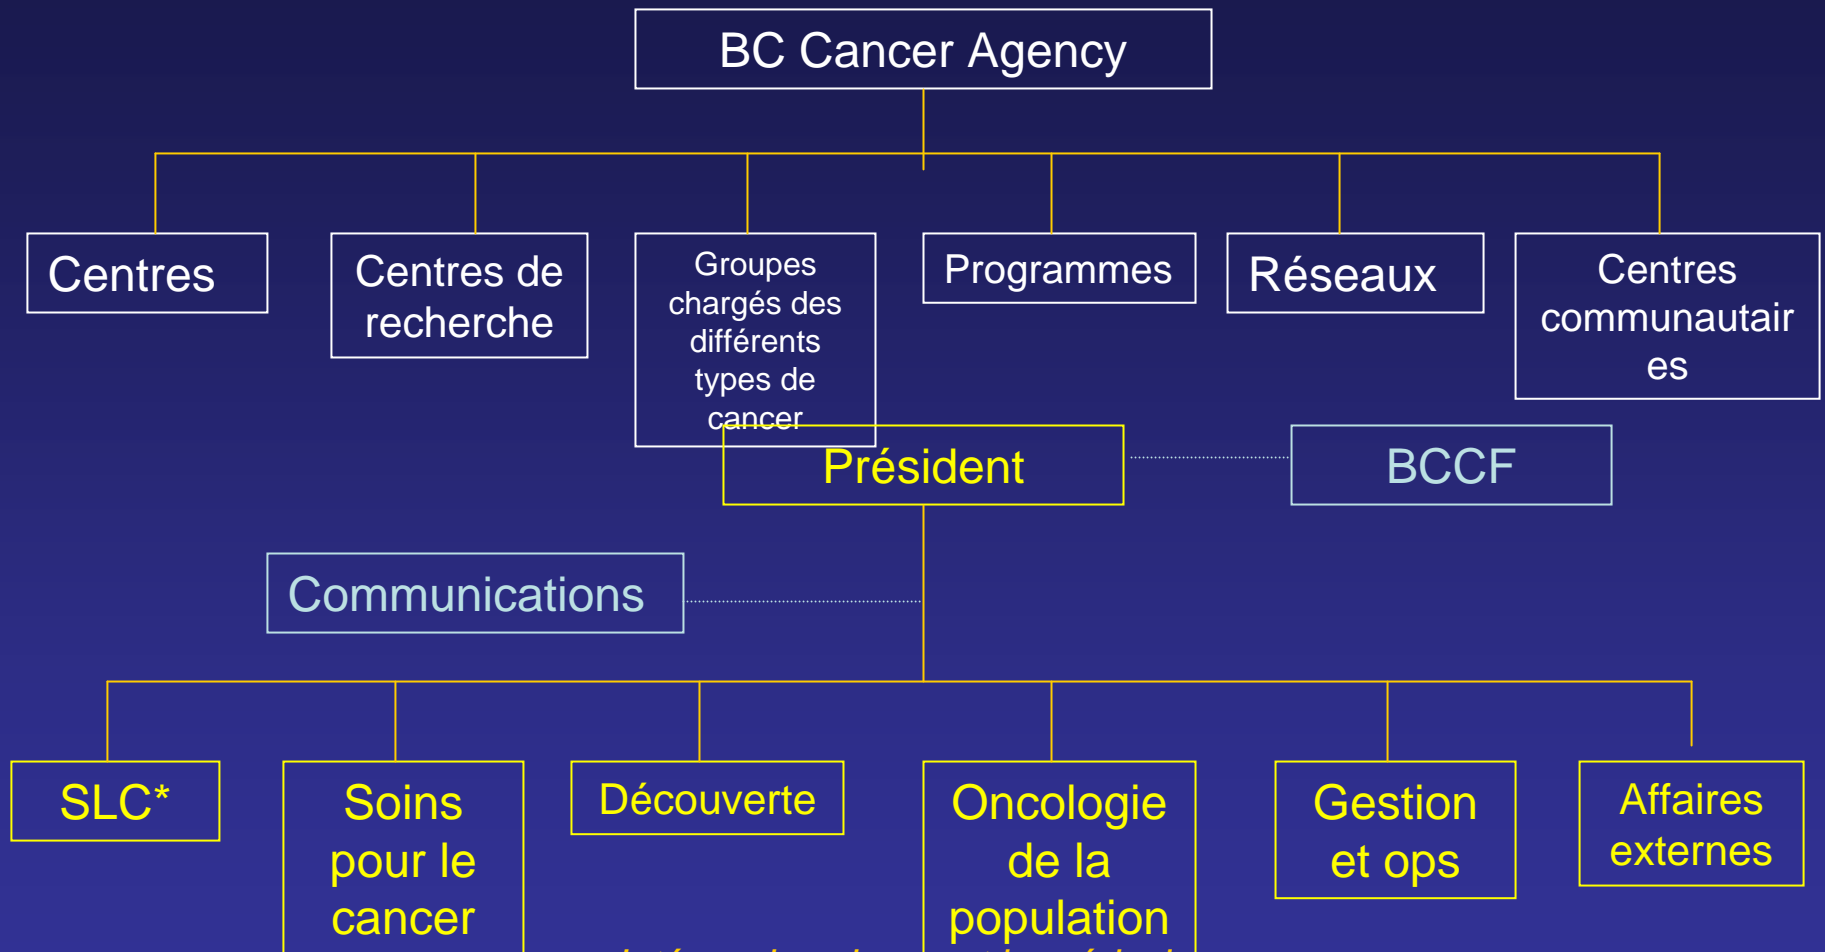 BC Cancer Agency
Centres
Centres de
recherche
Groupes
chargés des
différents
types de
cancer
Programmes
Réseaux
Centres
communautair
es
Président
BCCF
Communications
SLC*
Soins
pour le
cancer
Découverte
Oncologie
de la
population
Gestion
et ops
Affaires
externes